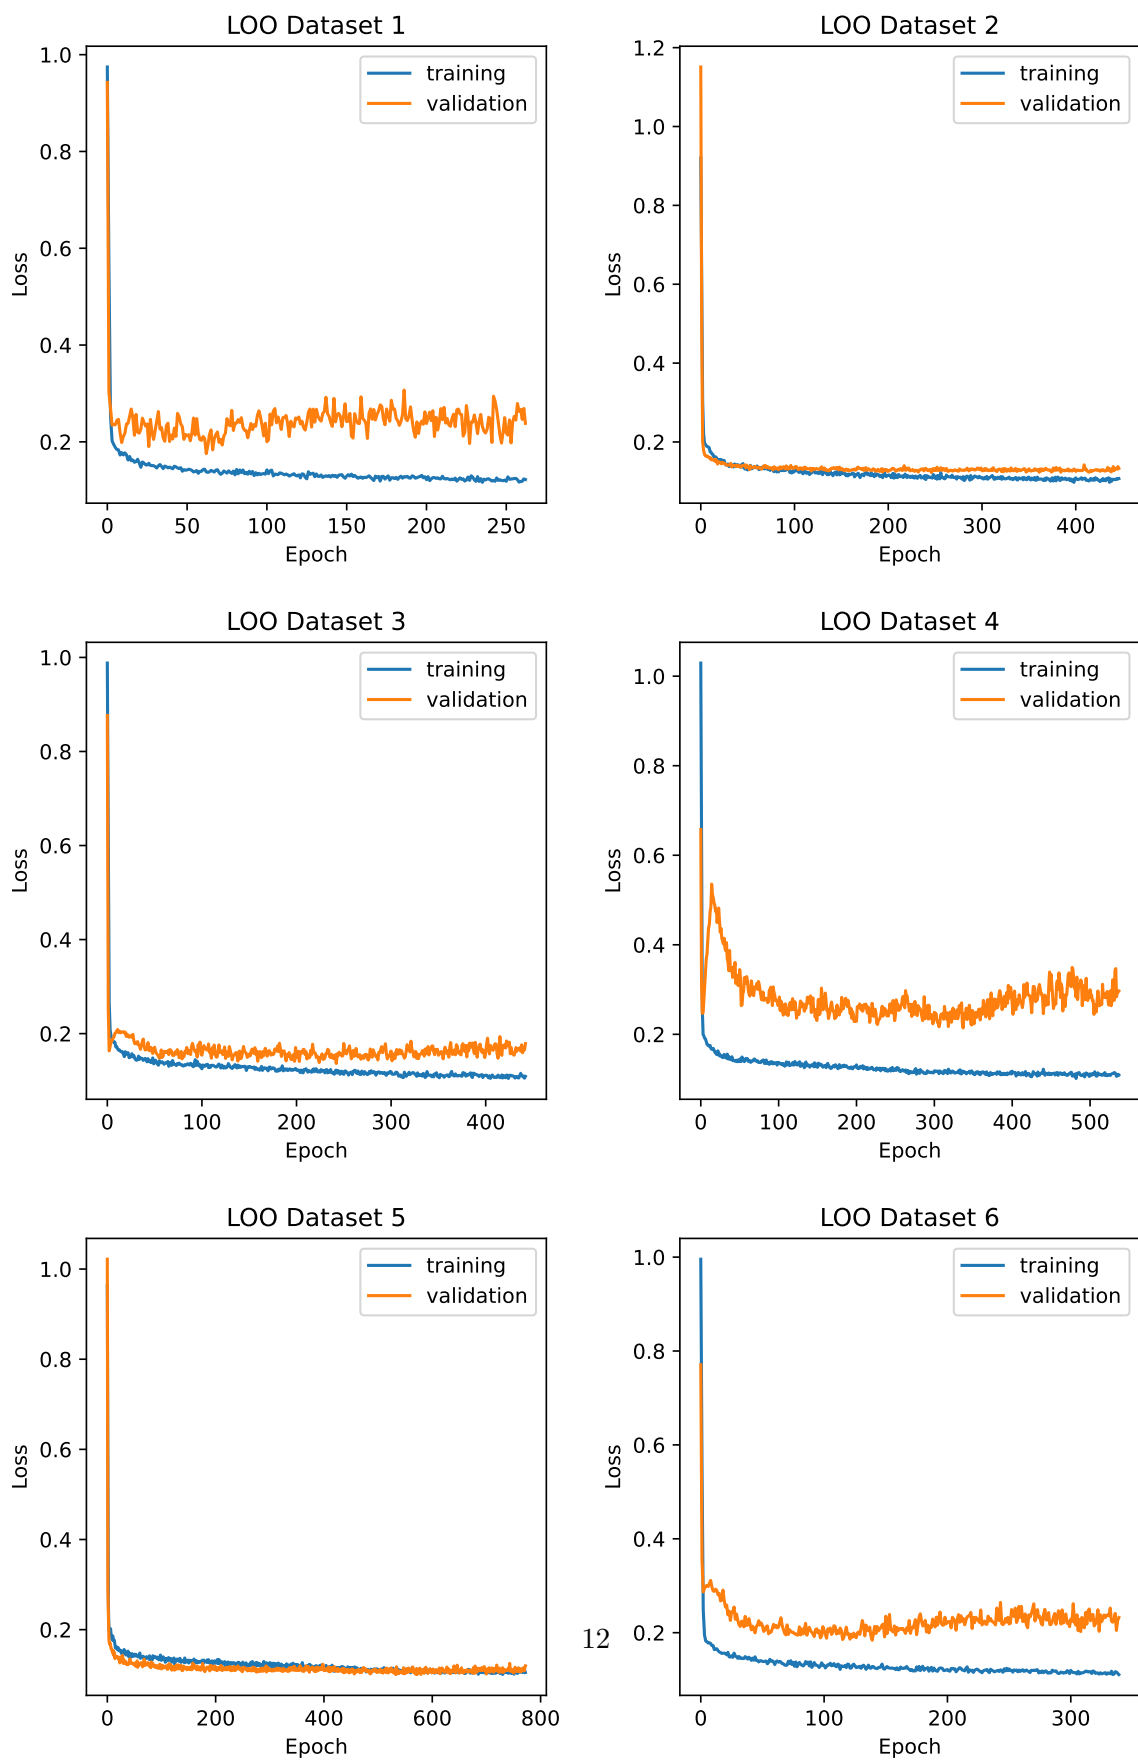 LOO Dataset 1
1.0
0.8
0.6
0.4
0.2
Loss
training
validation
0 50 100 150 200 250
Epoch
LOO Dataset 2
1.2
1.0
0.8
0.6
0.4
0.2
Loss
training
validation
0 100 200 300 400
Epoch
LOO Dataset 3
1.0
0.8
0.6
0.4
0.2
Loss
training
validation
0 100 200 300 400
Epoch
LOO Dataset 4
1.0
0.8
0.6
0.4
0.2
Loss
training
validation
0 100 200 300 400 500
Epoch
LOO Dataset 5
1.0
0.8
0.6
0.4
0.2
Loss
training
validation
0 200 400 600 800
Epoch
LOO Dataset 6
1.0
0.8
0.6
0.4
0.2
Loss
training
validation
0 100 200 300
Epoch
12